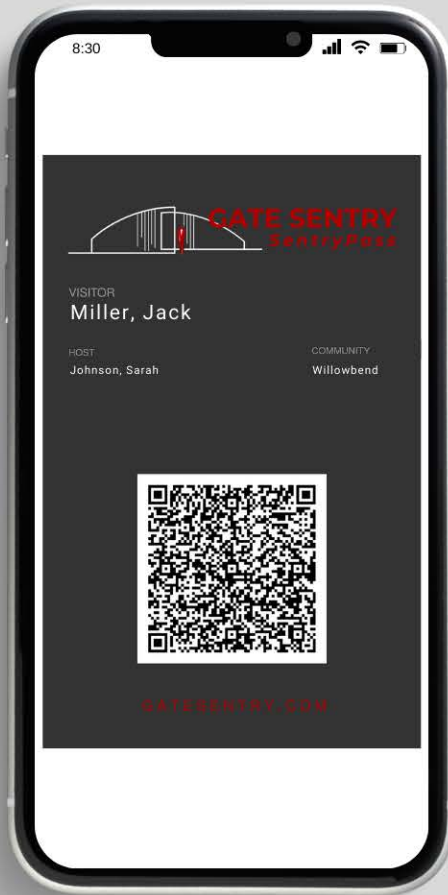 8:30
GATE SENTRY
SentryPass
VISITOR
Miller, Jack
HOST
COMMUNITY
Johnson, Sarah
Willowbend
GATESENTRY.COM